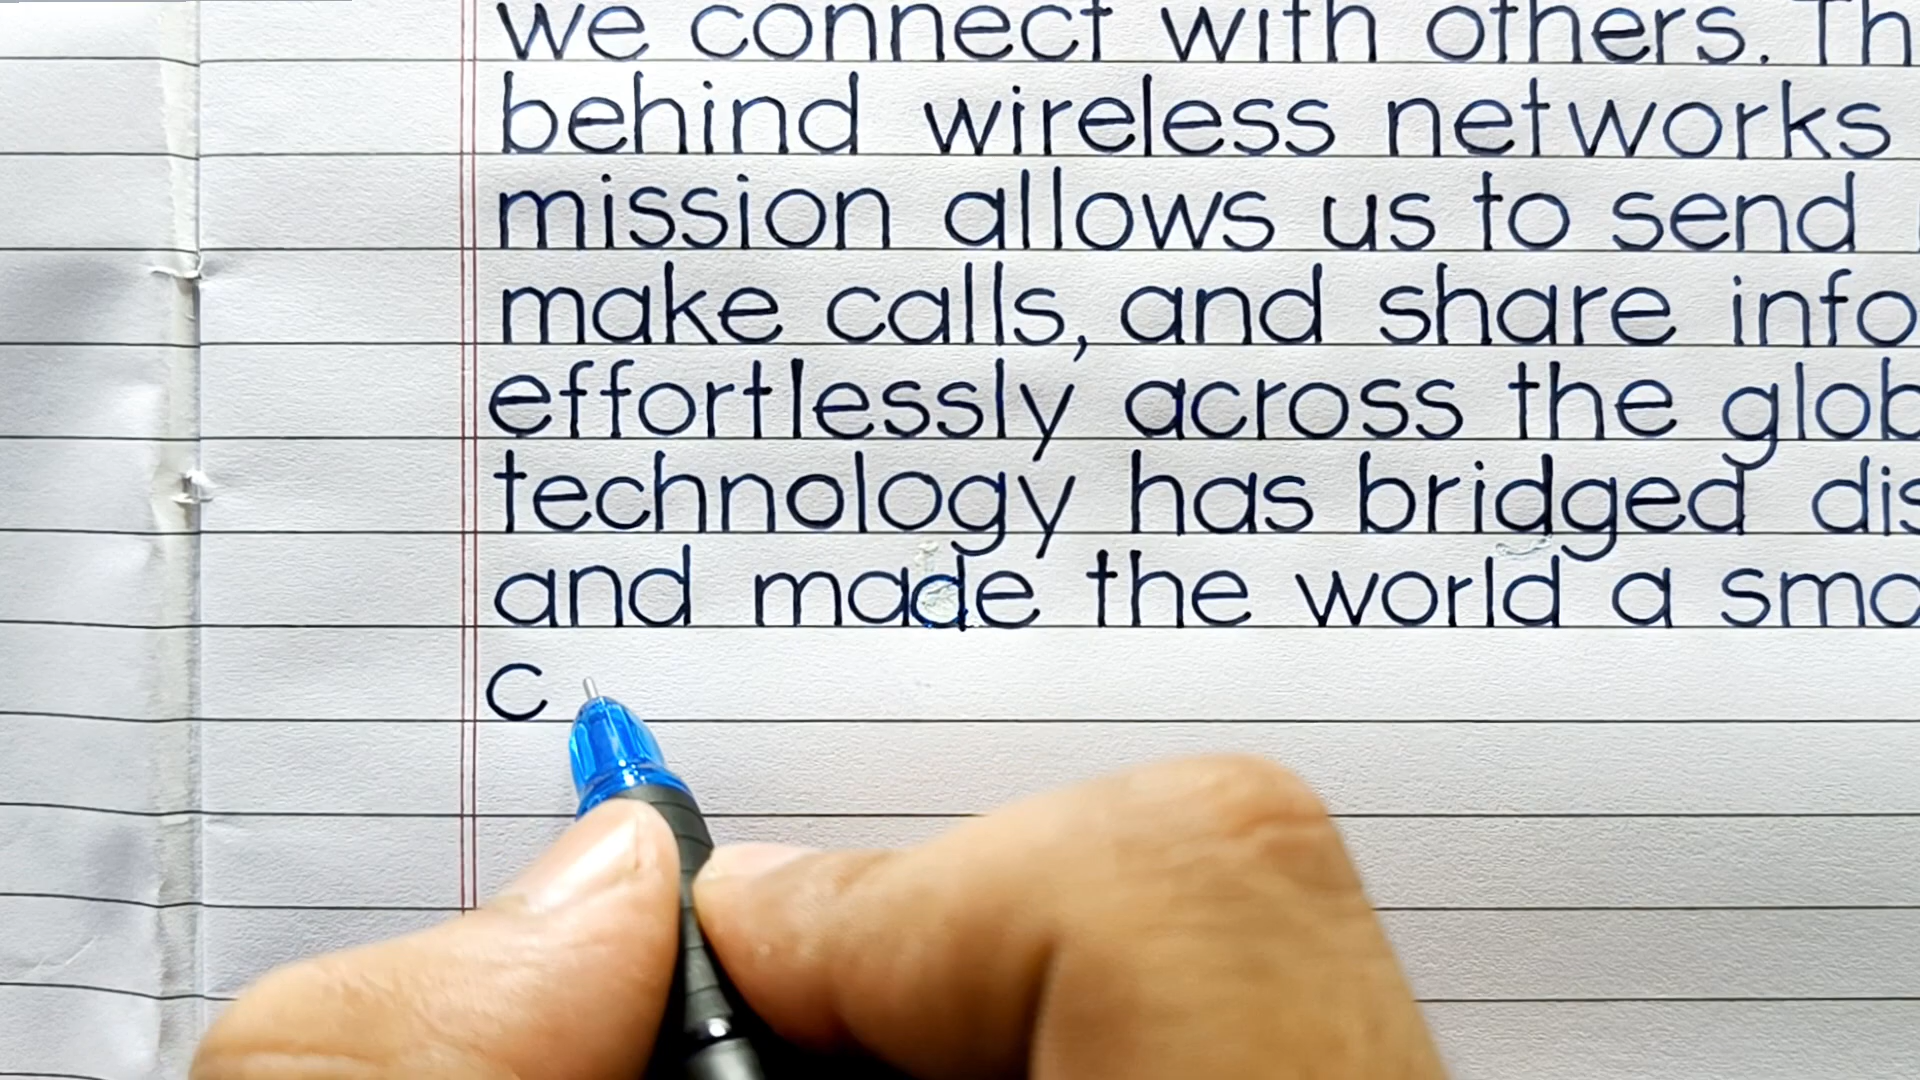 we connect with others. Th
behind wireless networks
mission allows us to send
make calls, and share info
effortlessly across the glob
technology has bridged dis
and made the world a sma
c